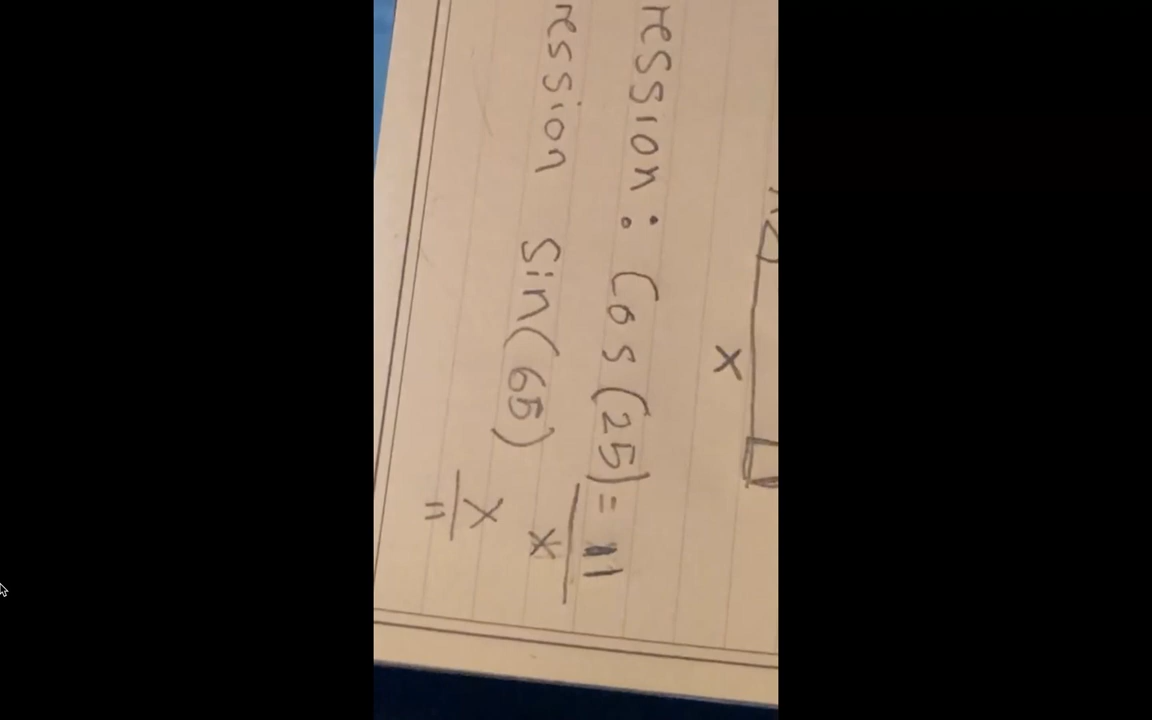 x
ression: Cos(25) = 11/x
ression Sin(65) x/11